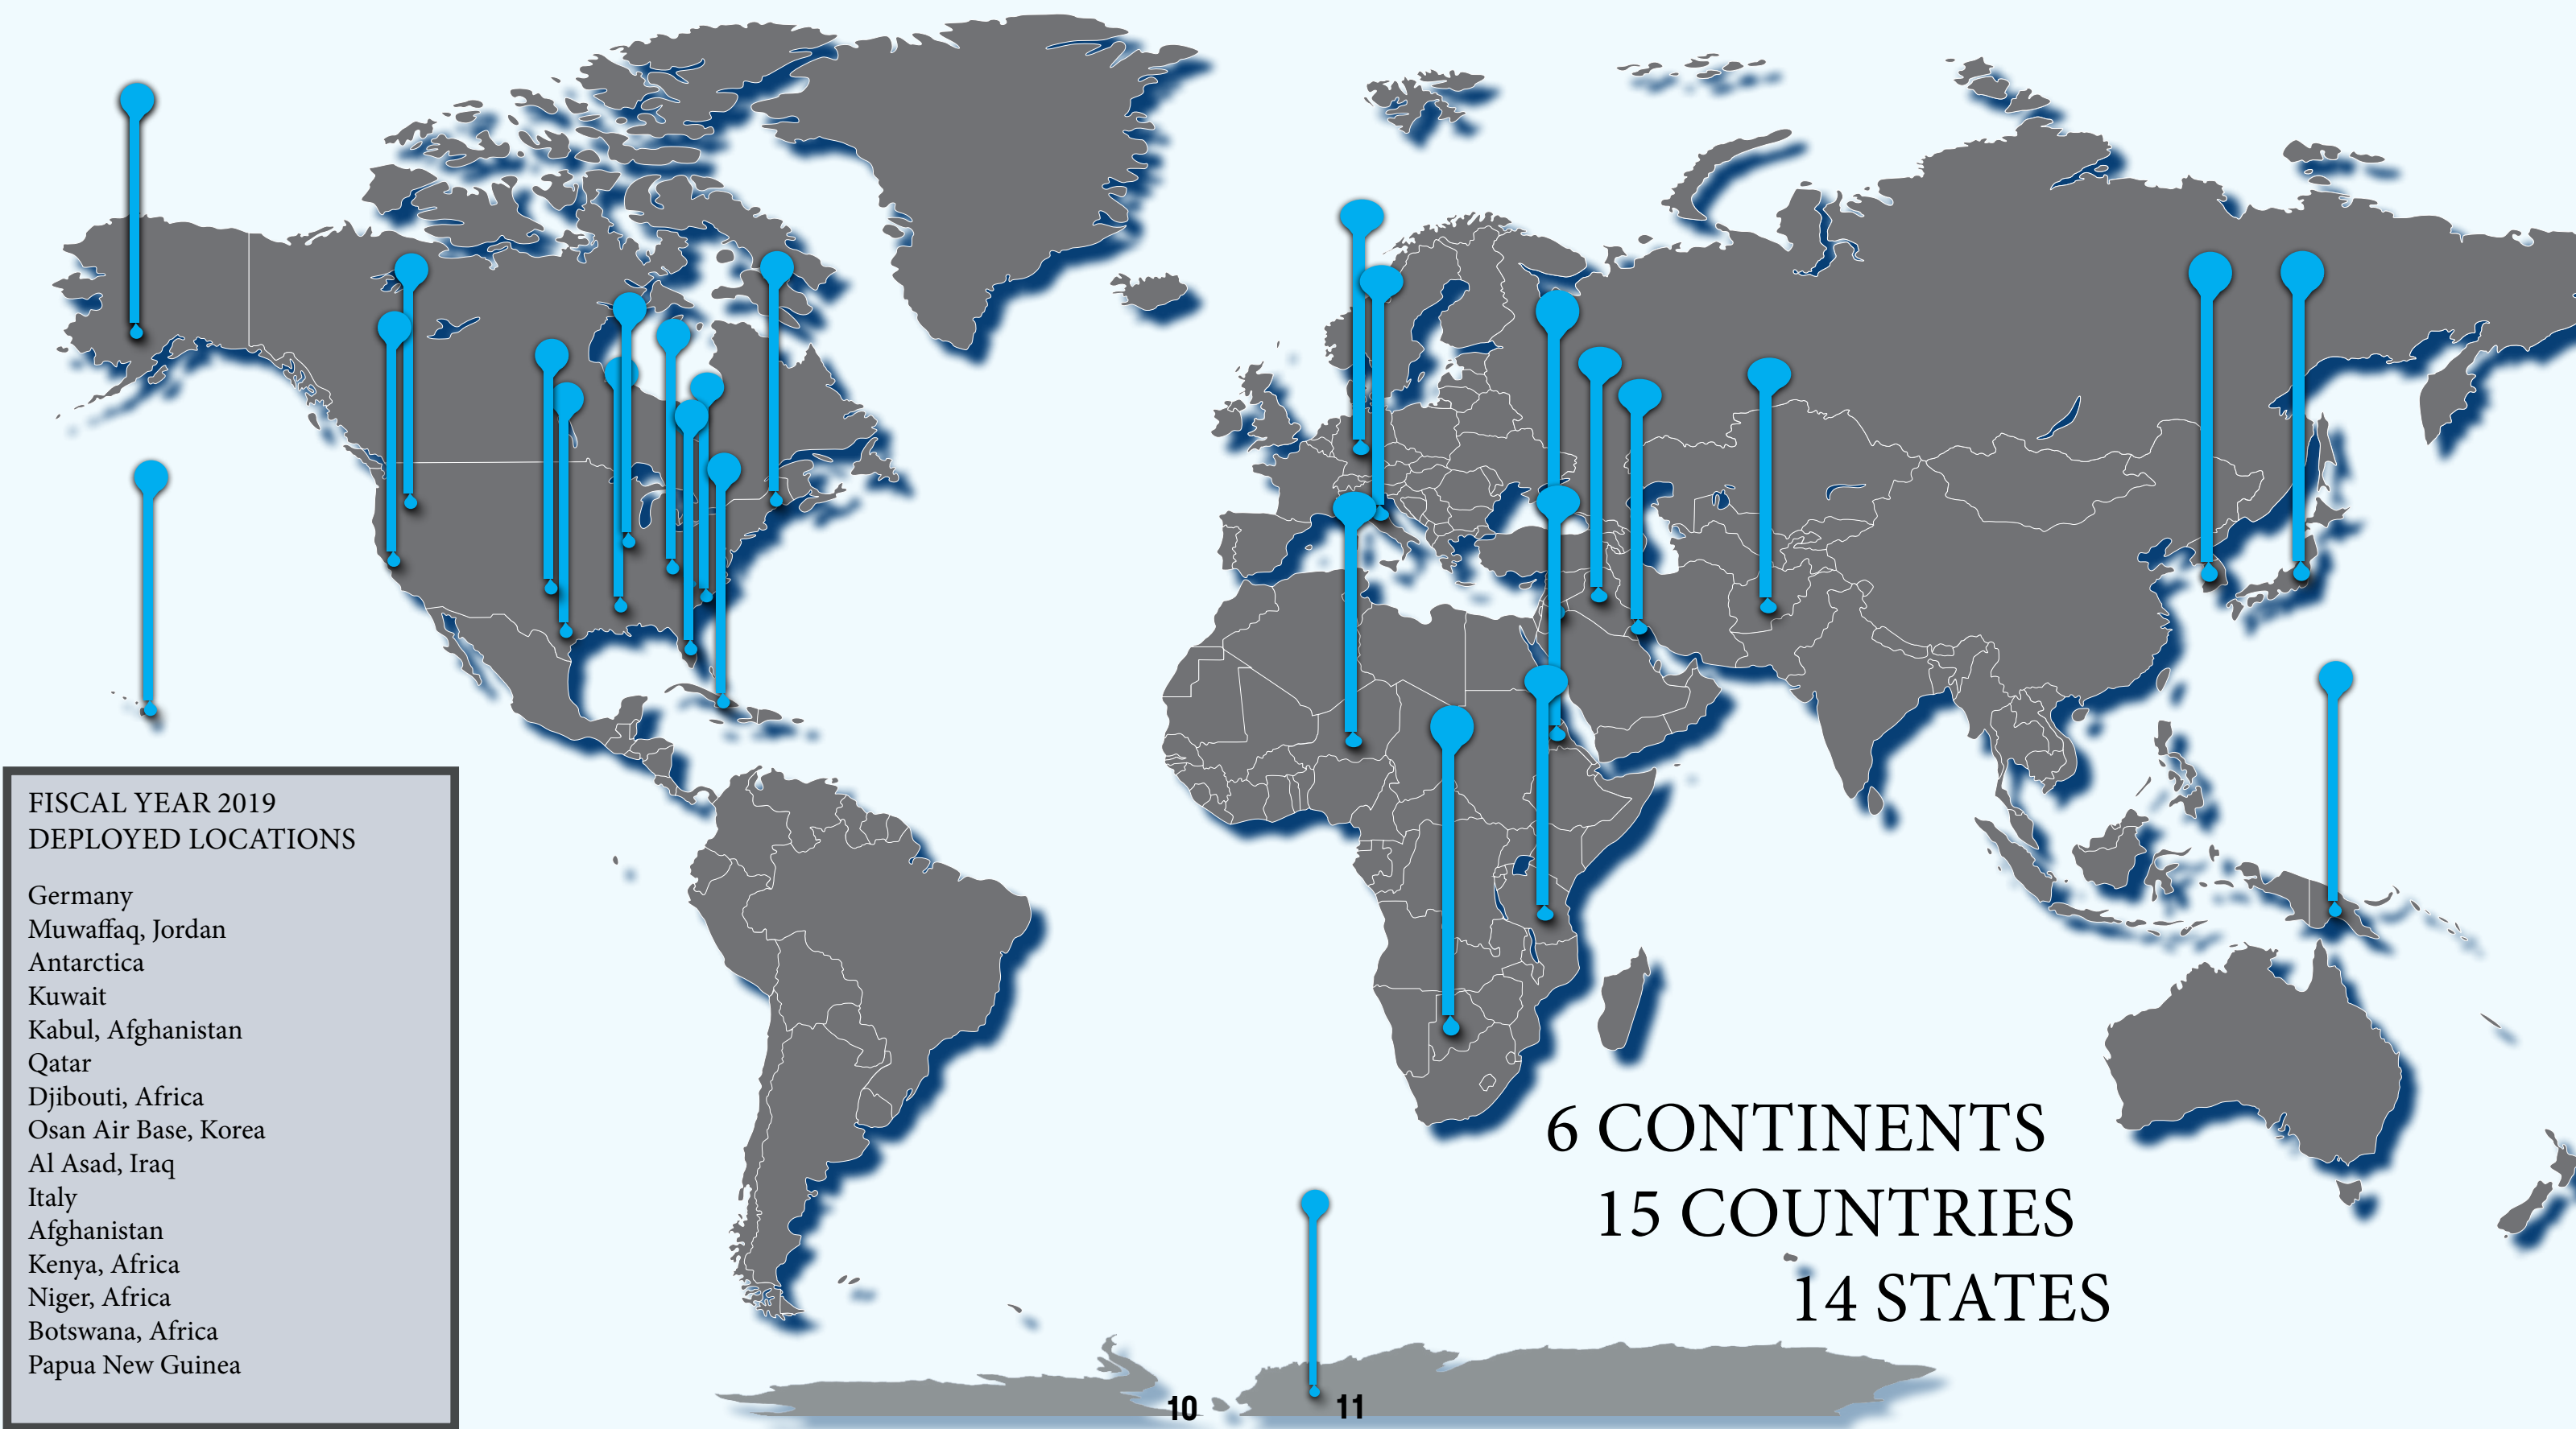 FISCAL YEAR 2019
DEPLOYED LOCATIONS
Germany
Muwaffaq, Jordan
Antarctica
Kuwait
Kabul, Afghanistan
Qatar
Djibouti, Africa
Osan Air Base, Korea
Al Asad, Iraq
Italy
Afghanistan
Kenya, Africa
Niger, Africa
Botswana, Africa
Papua New Guinea
6 CONTINENTS
15 COUNTRIES
14 STATES
10
11